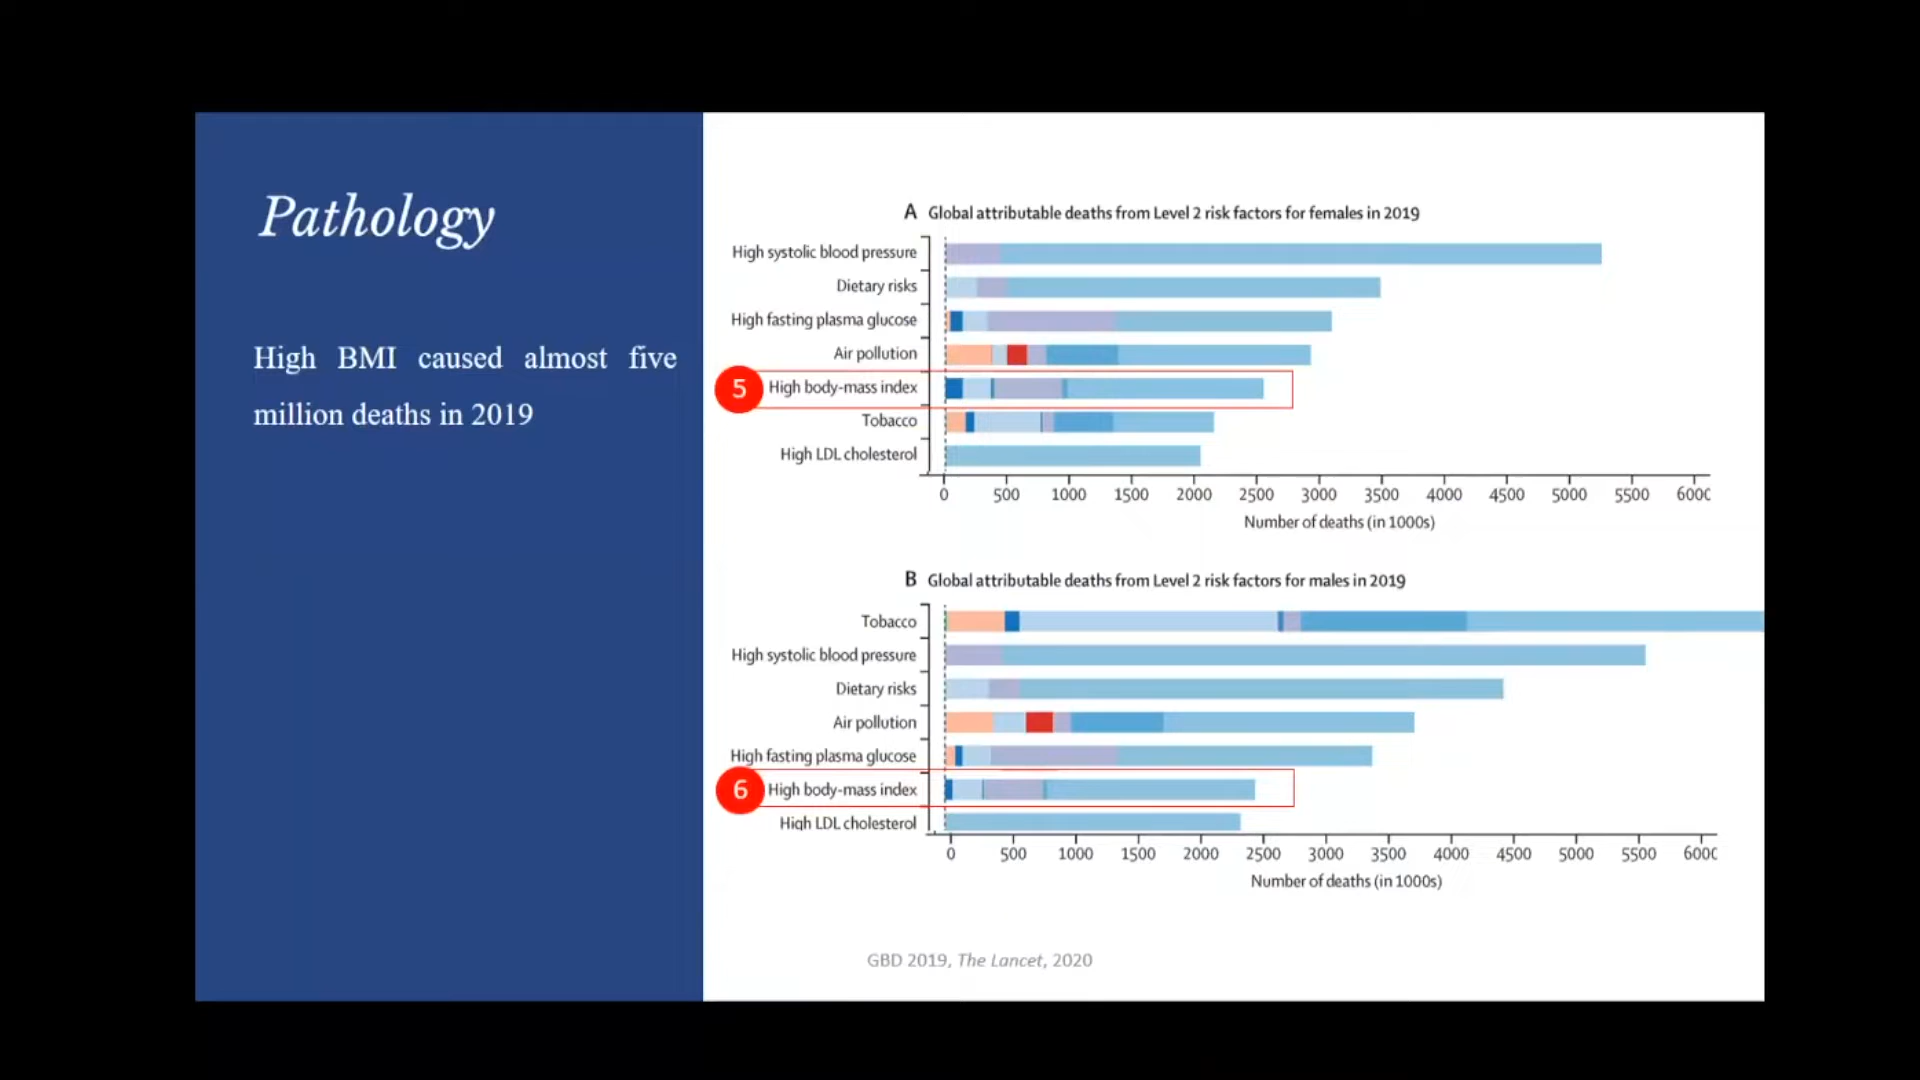 Pathology
High BMI caused almost five
million deaths in 2019
A Global attributable deaths from Level 2 risk factors for females in 2019
High systolic blood pressure
Dietary risks
High fasting plasma glucose
Air pollution
5 High body-mass index
Tobacco
High LDL cholesterol
0 500 1000 1500 2000 2500 3000 3500 4000 4500 5000 5500 6000
Number of deaths (in 1000s)
B Global attributable deaths from Level 2 risk factors for males in 2019
Tobacco
High systolic blood pressure
Dietary risks
Air pollution
High fasting plasma glucose
6 High body-mass index
High LDL cholesterol
0 500 1000 1500 2000 2500 3000 3500 4000 4500 5000 5500 6000
Number of deaths (in 1000s)
GBD 2019, The Lancet, 2020